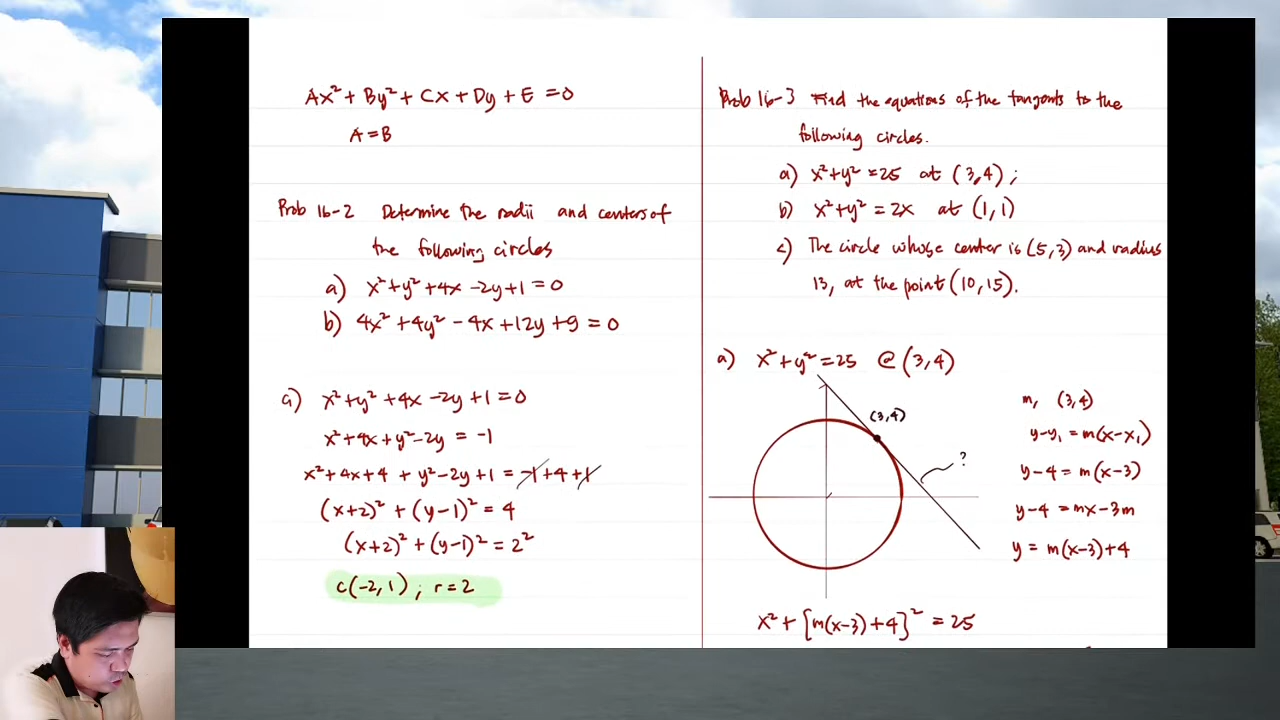 Ax² + By² + Cx + Dy + E = 0
A = B
Prob 16-2 Determine the radii and centers of
the following circles
a) x² + y² + 4x - 2y + 1 = 0
b) 4x² + 4y² - 4x + 12y + 9 = 0
a) x² + y² + 4x - 2y + 1 = 0
x² + 4x + y² - 2y = -1
x² + 4x + 4 + y² - 2y + 1 = -1 + 4 + 1
(x+2)² + (y-1)² = 4
(x+2)² + (y-1)² = 2²
c(-2, 1) ; r = 2
Prob 16-3 Find the equations of the tangents to the
following circles.
a) x² + y² = 25 at (3,4) ;
b) x² + y² = 2x at (1,1)
c) The circle whose center is (5,3) and radius
13, at the point (10,15).
a) x² + y² = 25 @ (3,4)
(3,4)
?
m, (3,4)
y - y₁ = m(x - x₁)
y - 4 = m(x-3)
y - 4 = mx - 3m
y = m(x-3) + 4
x² + [m(x-3) + 4]² = 25